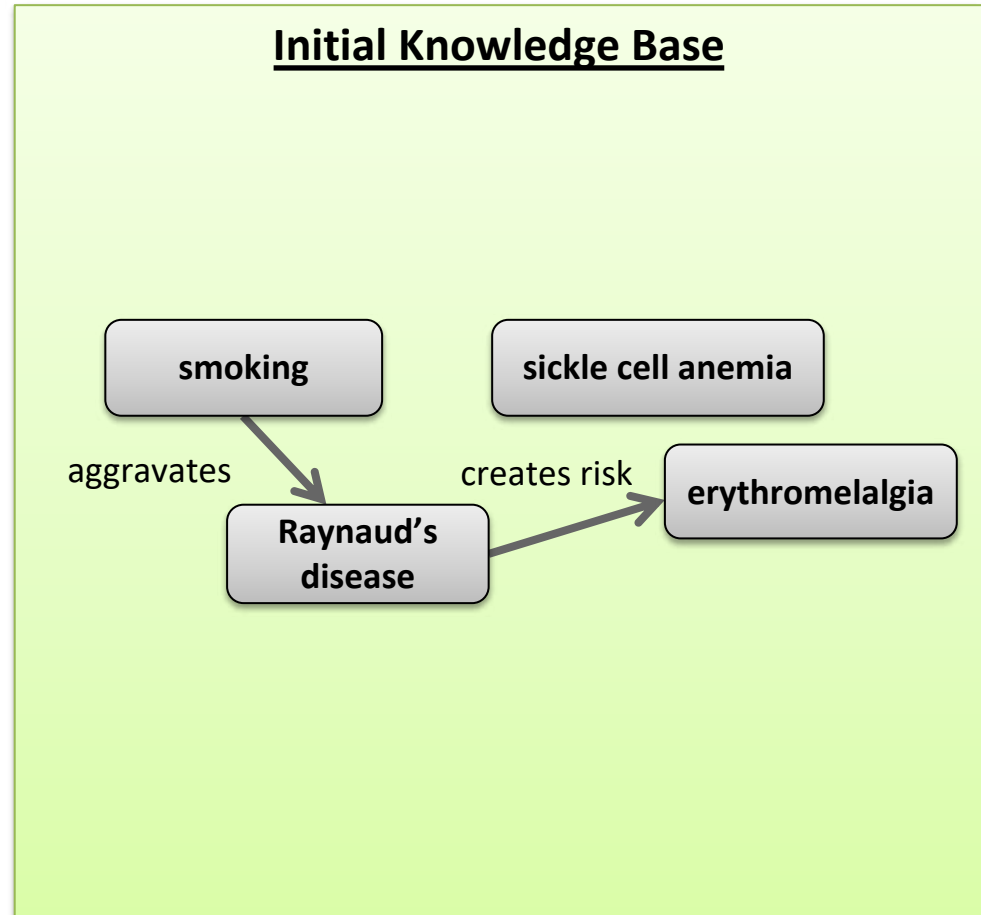 Initial Knowledge Base
smoking
sickle cell anemia
aggravates
creates risk
erythromelalgia
Raynaud’s
disease